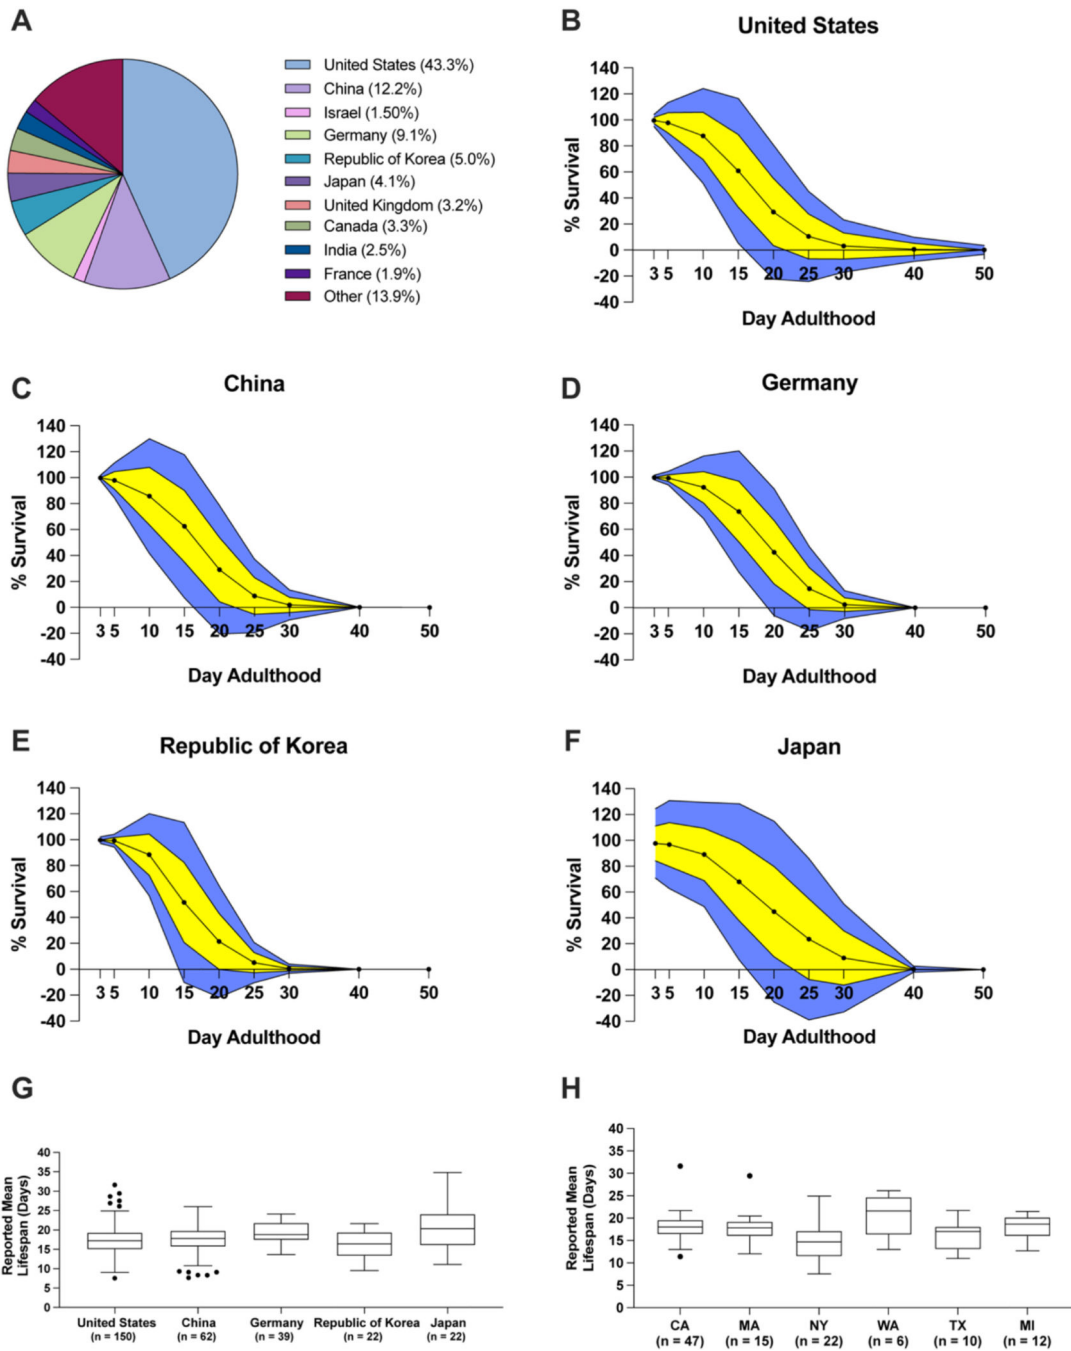 A
United States (43.3%)
China (12.2%)
Israel (1.50%)
Germany (9.1%)
Republic of Korea (5.0%)
Japan (4.1%)
United Kingdom (3.2%)
Canada (3.3%)
India (2.5%)
France (1.9%)
Other (13.9%)
B
United States
% Survival
140
120
100
80
60
40
20
0
-20
-40
3 5 10 15 20 25 30 40 50
Day Adulthood
C
China
% Survival
140
120
100
80
60
40
20
0
-20
-40
3 5 10 15 20 25 30 40 50
Day Adulthood
D
Germany
% Survival
140
120
100
80
60
40
20
0
-20
-40
3 5 10 15 20 25 30 40 50
Day Adulthood
E
Republic of Korea
% Survival
140
120
100
80
60
40
20
0
-20
-40
3 5 10 15 20 25 30 40 50
Day Adulthood
F
Japan
% Survival
140
120
100
80
60
40
20
0
-20
-40
3 5 10 15 20 25 30 40 50
Day Adulthood
G
Reported Mean
Lifespan (Days)
40
35
30
25
20
15
10
5
0
United States China Germany Republic of Korea Japan
(n = 150) (n = 62) (n = 39) (n = 22) (n = 22)
H
Reported Mean
Lifespan (Days)
40
35
30
25
20
15
10
5
0
CA MA NY WA TX MI
(n = 47) (n = 15) (n = 22) (n = 6) (n = 10) (n = 12)